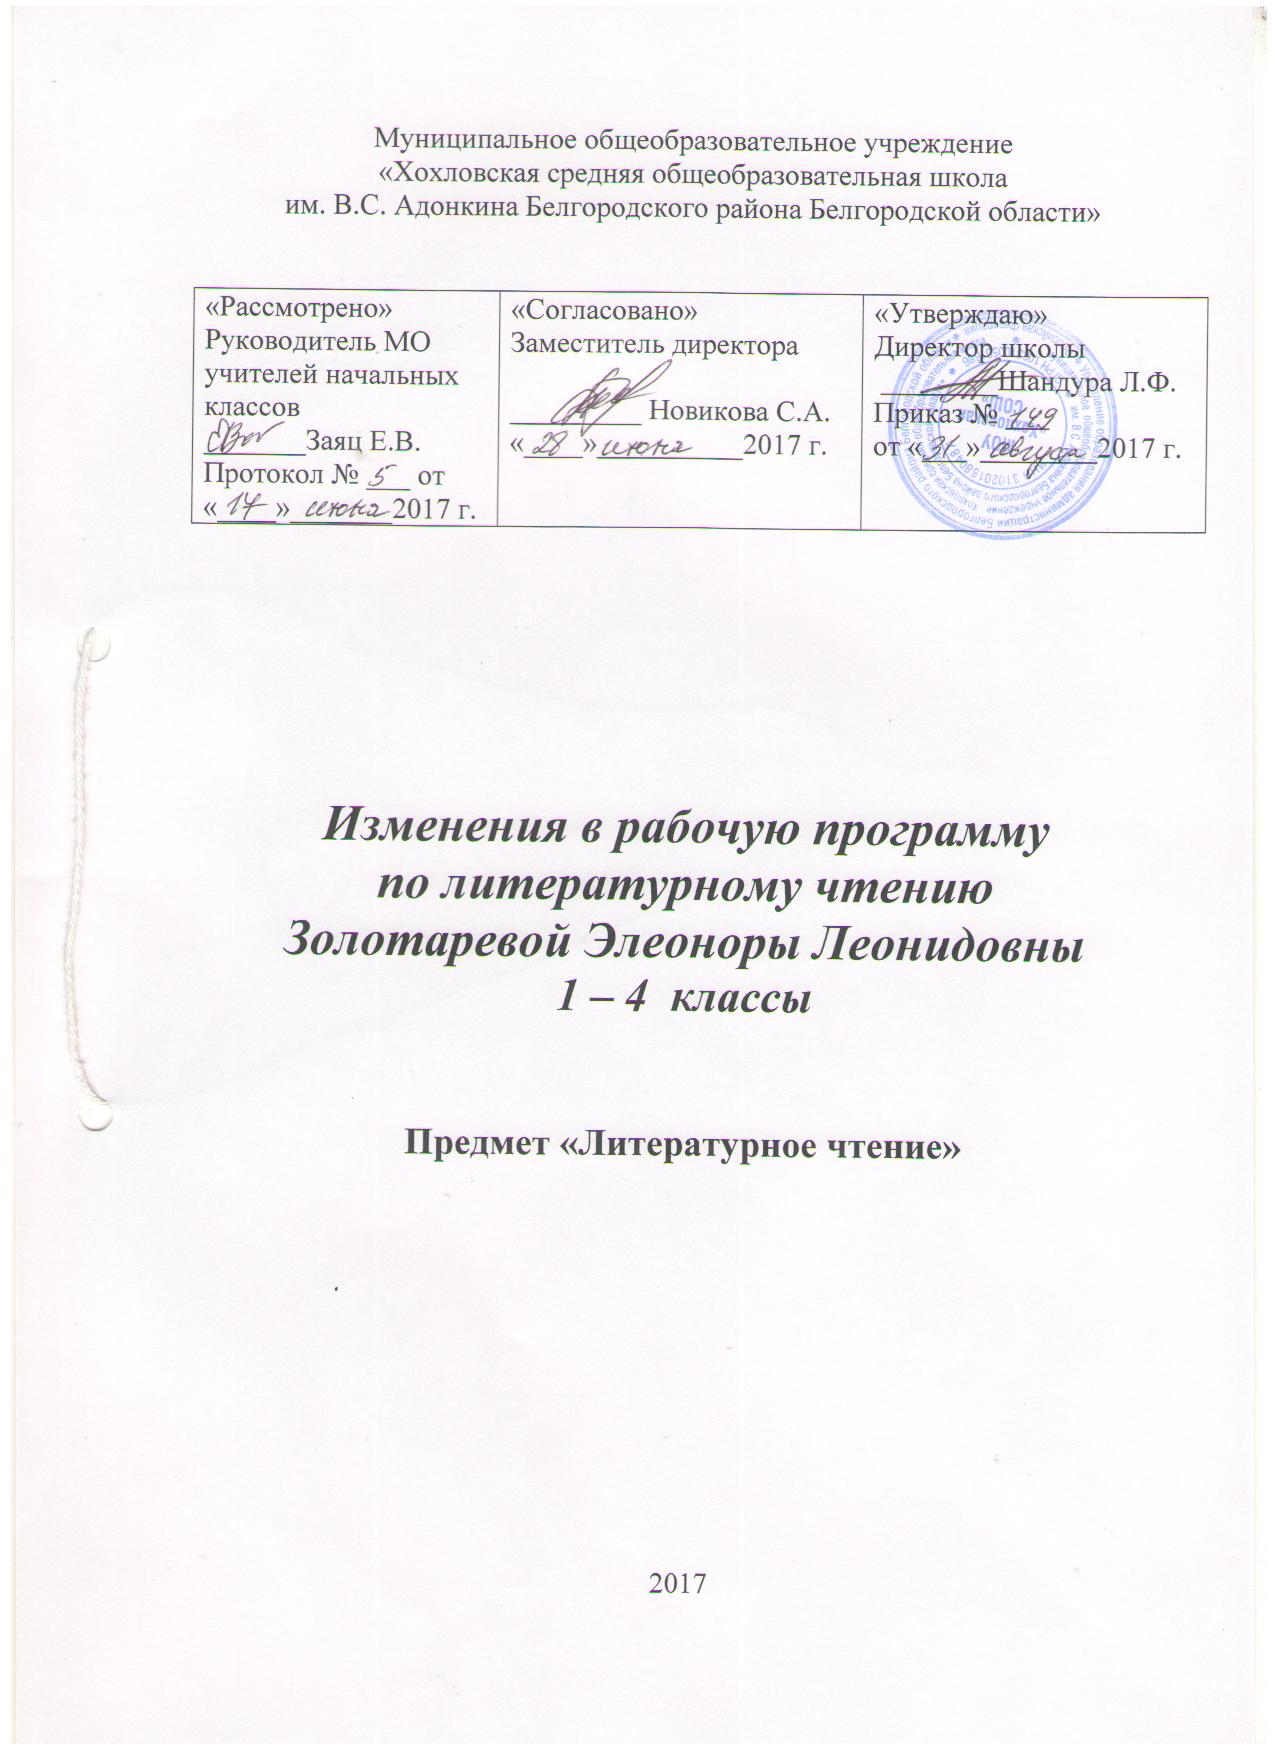 Муниципальное общеобразовательное учреждение
«Хохловская средняя общеобразовательная школа
им. В.С. Адонкина Белгородского района Белгородской области»
«Рассмотрено»
Руководитель МО
учителей начальных
классов
Заяц Е.В.
Протокол № 5 от
«17» июня 2017 г.
«Согласовано»
Заместитель директора
Новикова С.А.
«28» июня 2017 г.
«Утверждаю»
Директор школы
Шандура Л.Ф.
Приказ № 149
от «31» августа 2017 г.
Изменения в рабочую программу
по литературному чтению
Золотаревой Элеоноры Леонидовны
1 – 4 классы
Предмет «Литературное чтение»
2017